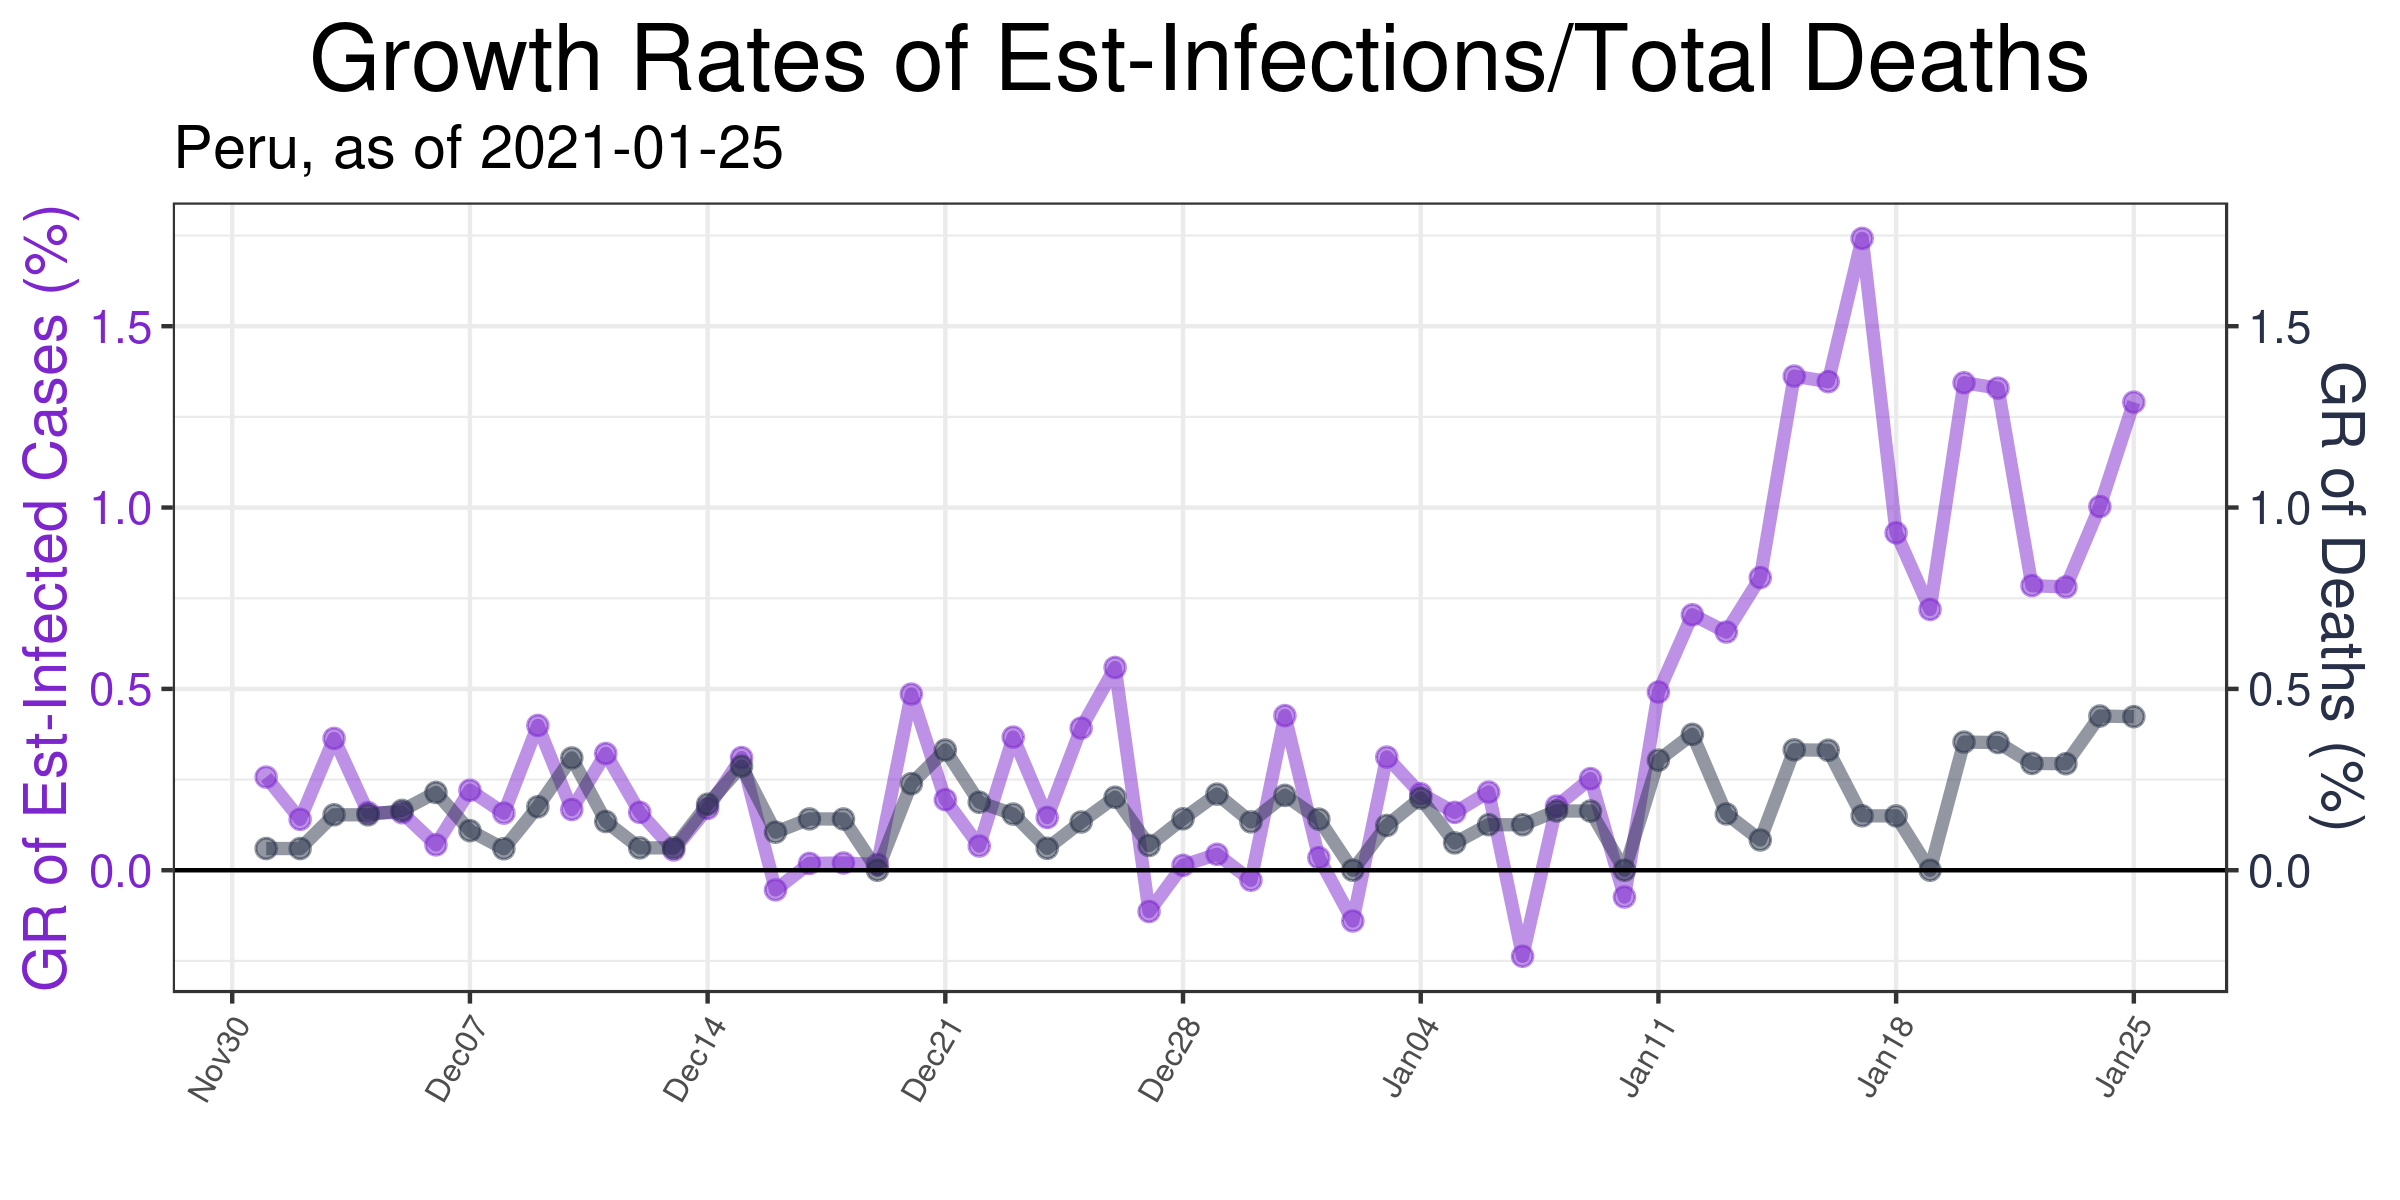 Growth Rates of Est-Infections/Total Deaths
Peru, as of 2021-01-25
GR of Est-Infected Cases (%)
1.5
1.0
0.5
0.0
1.5
1.0
0.5
0.0
GR of Deaths (%)
Nov30
Dec07
Dec14
Dec21
Dec28
Jan04
Jan11
Jan18
Jan25